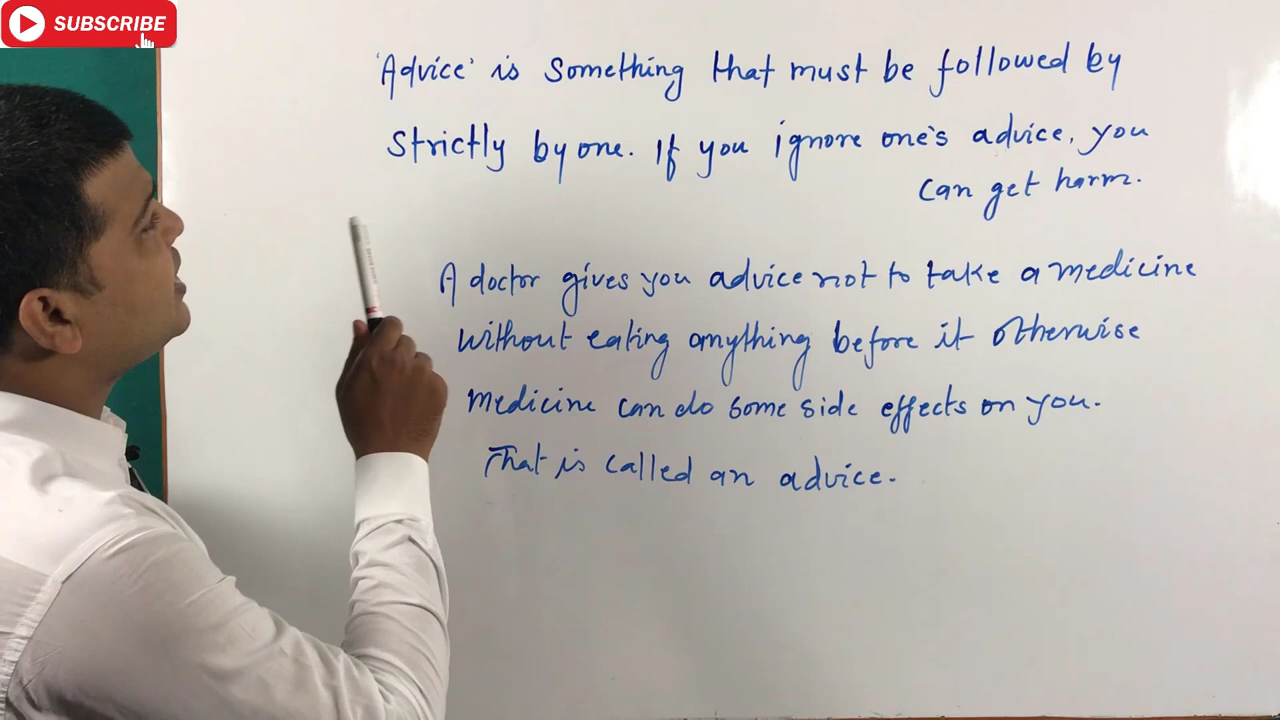 SUBSCRIBE
'Advice' is something that must be followed by
strictly by one. If you ignore one's advice, you
can get harm.
A doctor gives you advice not to take a medicine
without eating anything before it otherwise
medicine can do some side effects on you.
That is called an advice.